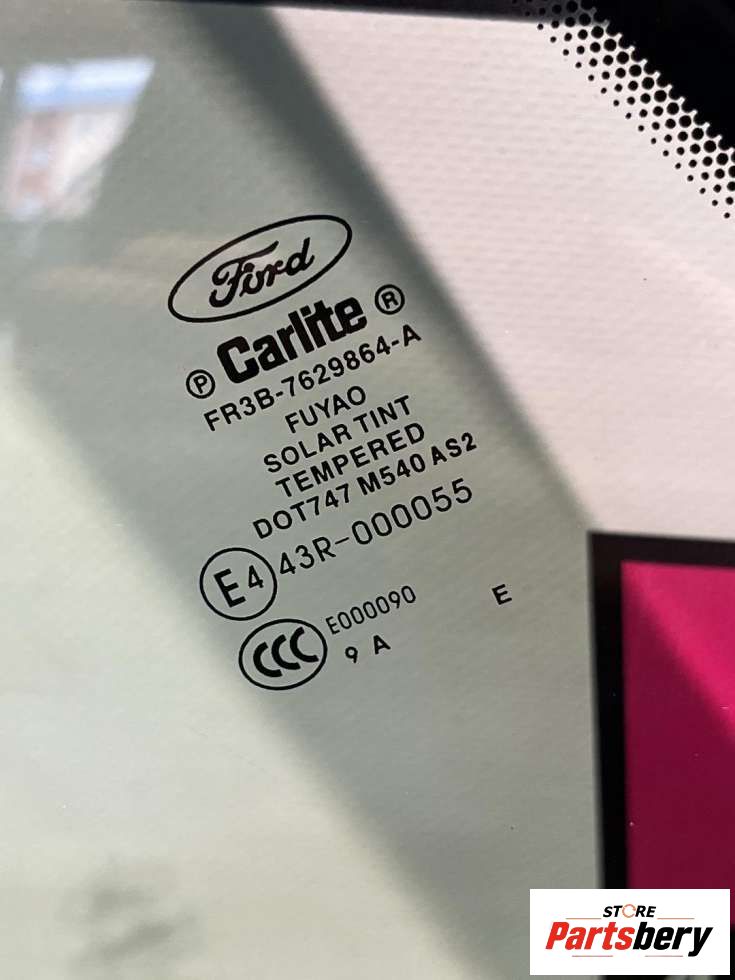 Ford
P Carlite R
FR3B-7629864-A
FUYAO
SOLAR TINT
TEMPERED
DOT747 M540 AS2
E4 43R-000055
CCC E000090
9 A E
STORE
Partsbery